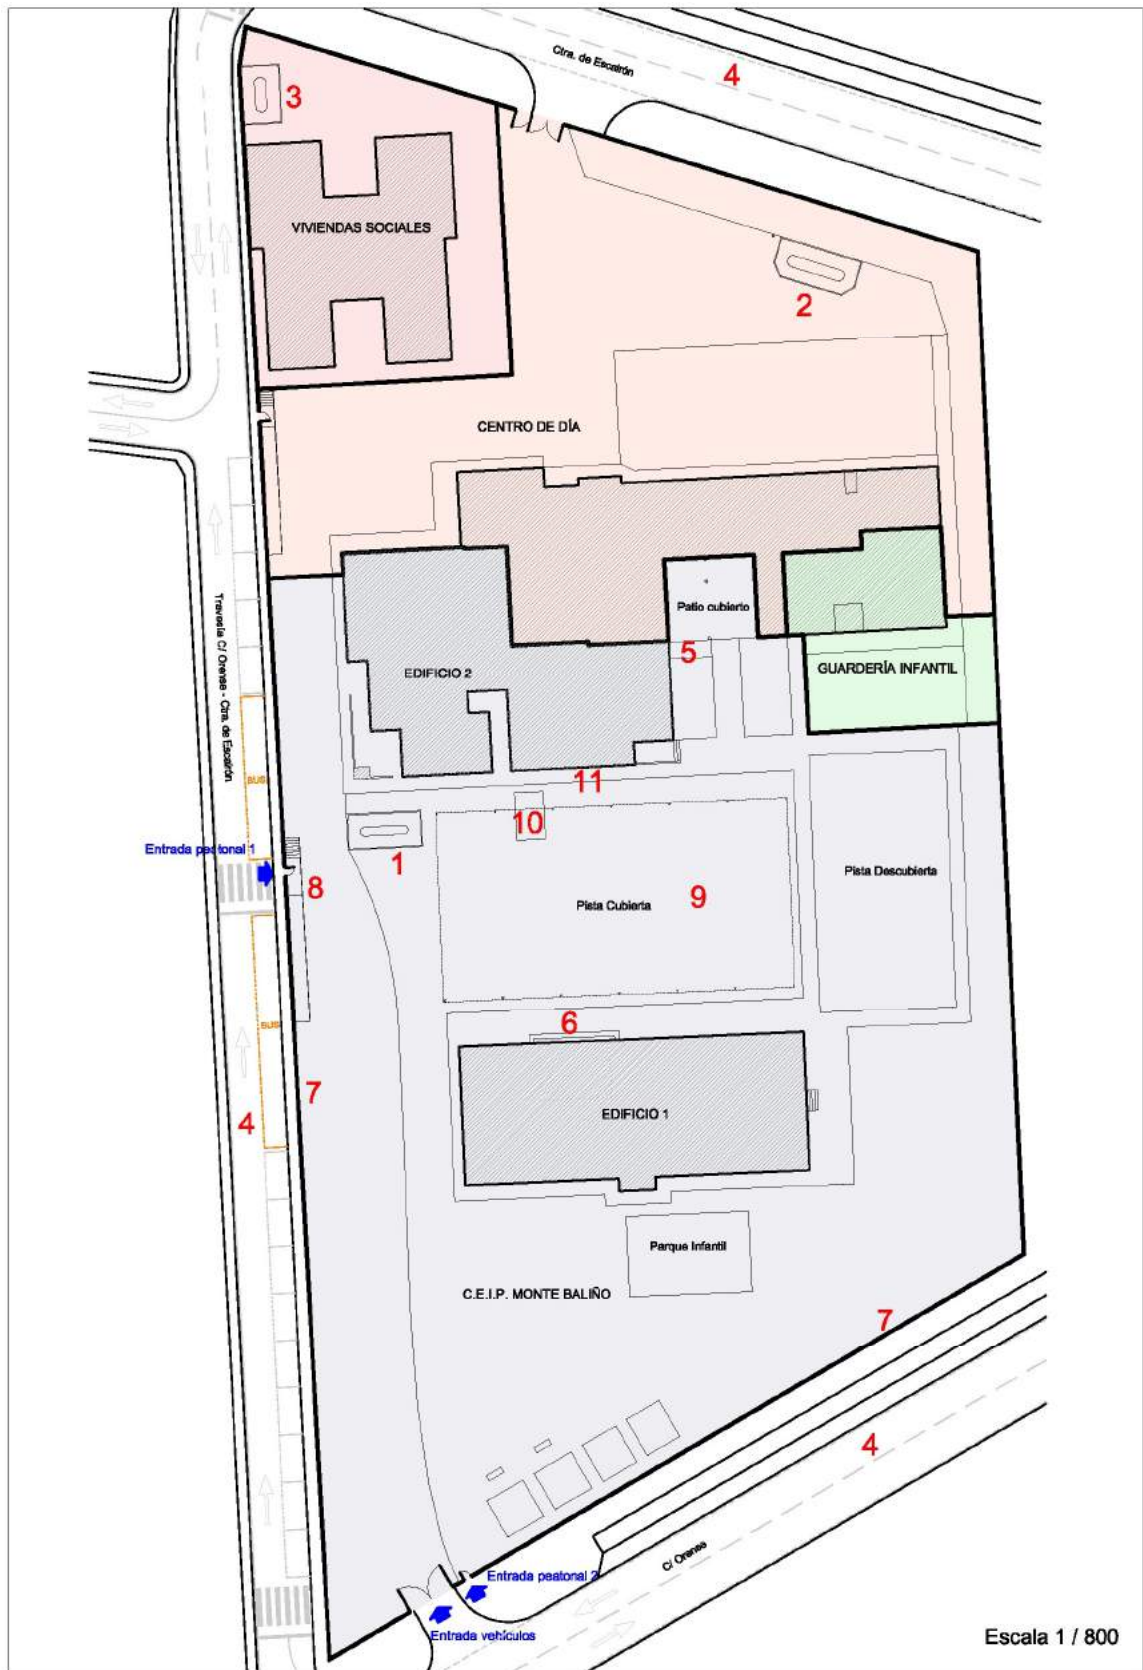 Ctra. de Escairón
4
3
VIVIENDAS SOCIALES
2
CENTRO DE DÍA
Travesía C/ Orense - Ctra. de Escairón
Patio cubierto
5
EDIFICIO 2
GUARDERÍA INFANTIL
BUS
11
10
1
Entrada peatonal 1
8
Pista Cubierta
9
Pista Descubierta
BUS
6
7
4
EDIFICIO 1
Parque Infantil
C.E.I.P. MONTE BALIÑO
7
4
C/ Orense
Entrada peatonal 2
Entrada vehículos
Escala 1 / 800